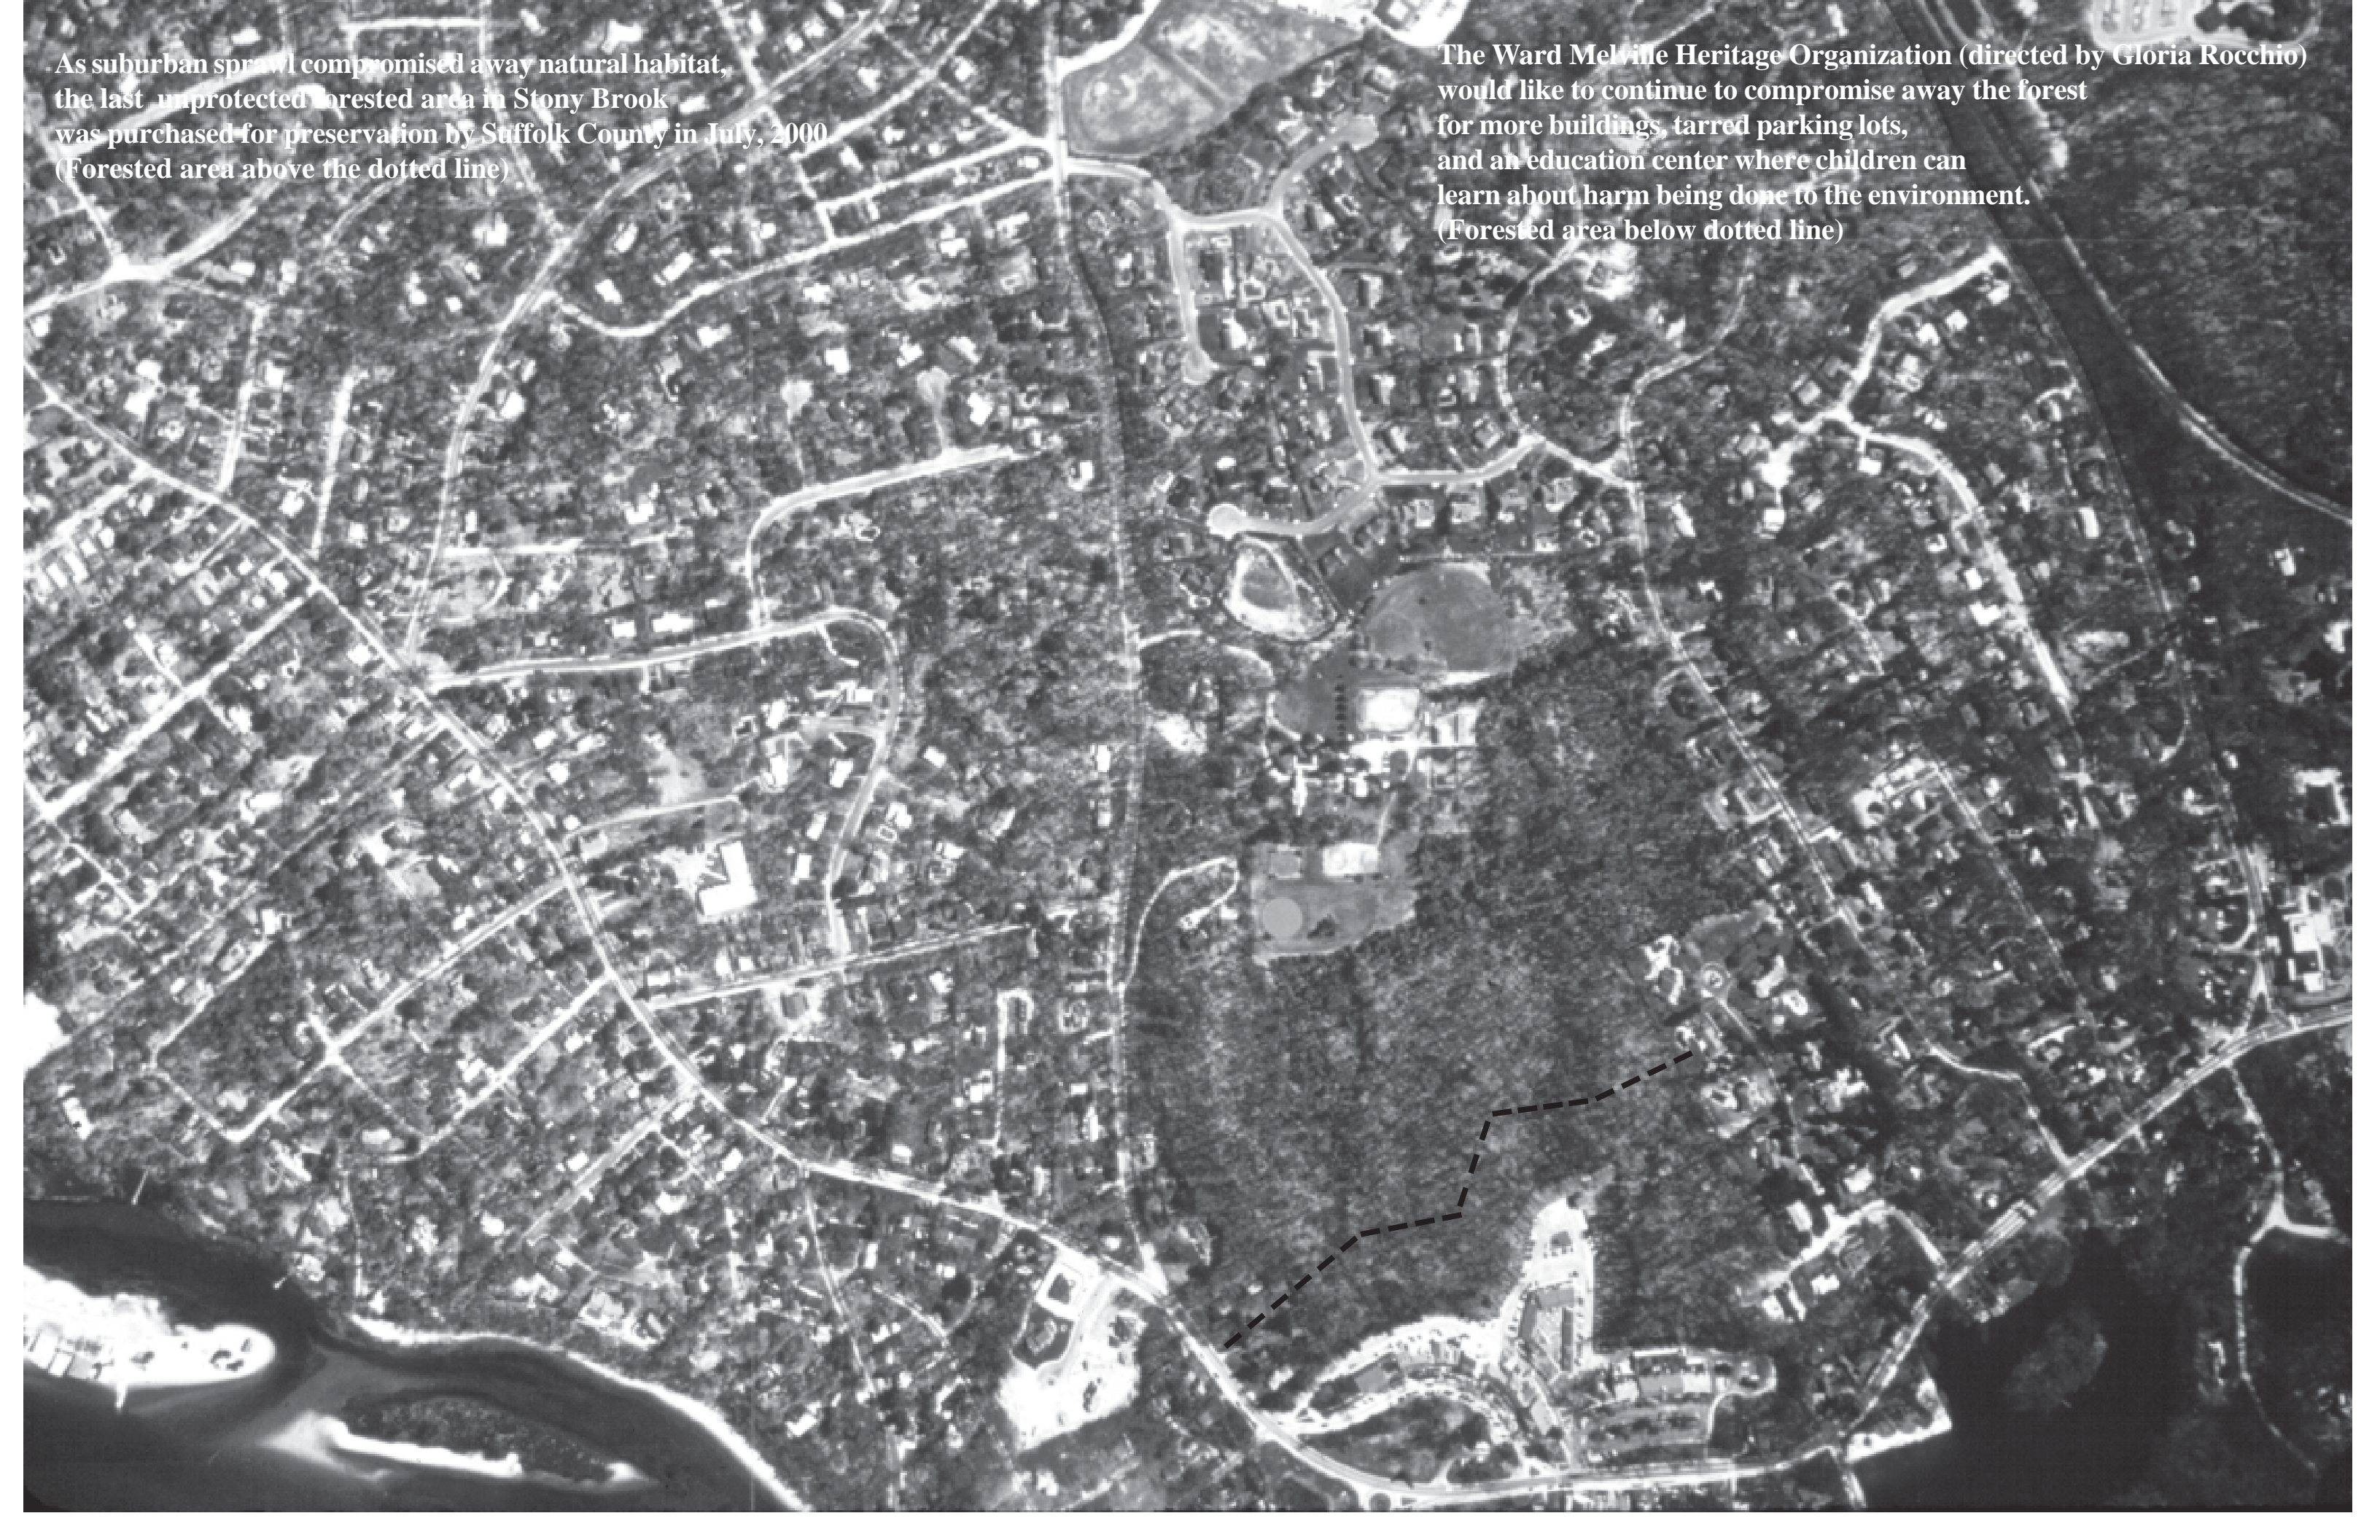 As suburban sprawl compromised away natural habitat,
the last unprotected forested area in Stony Brook
was purchased for preservation by Suffolk County in July, 2000
(Forested area above the dotted line)
The Ward Melville Heritage Organization (directed by Gloria Rocchio)
would like to continue to compromise away the forest
for more buildings, tarred parking lots,
and an education center where children can
learn about harm being done to the environment.
(Forested area below dotted line)